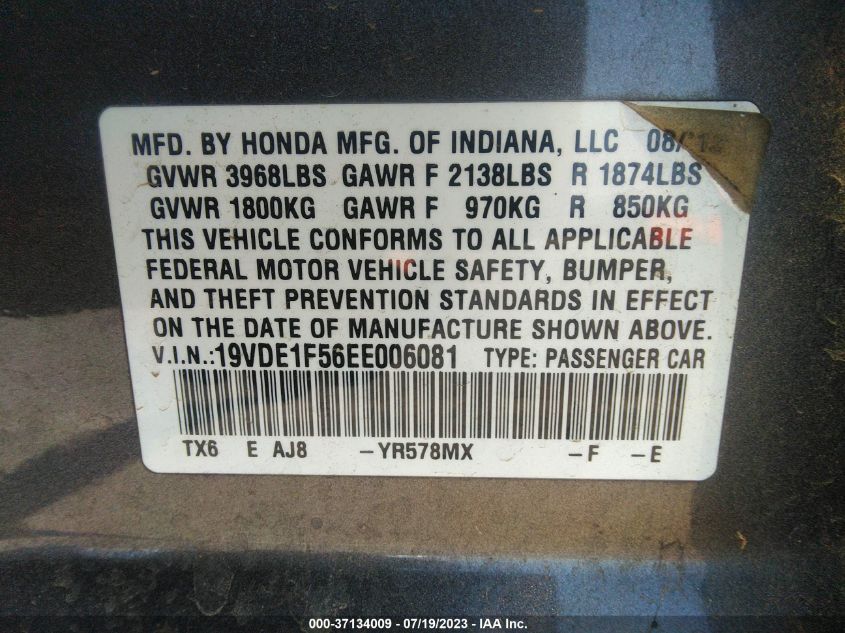 MFD. BY HONDA MFG. OF INDIANA, LLC
GVWR 3968LBS GAWR F 2138LBS R 1874LBS
GVWR 1800KG GAWR F 970KG R 850KG
THIS VEHICLE CONFORMS TO ALL APPLICABLE
FEDERAL MOTOR VEHICLE SAFETY, BUMPER,
AND THEFT PREVENTION STANDARDS IN EFFECT
ON THE DATE OF MANUFACTURE SHOWN ABOVE.
V.I.N.:19VDE1F56EE006081 TYPE: PASSENGER CAR
TX6 E AJ8 -YR578MX -F -E
000-37134009 - 07/19/2023 - IAA Inc.